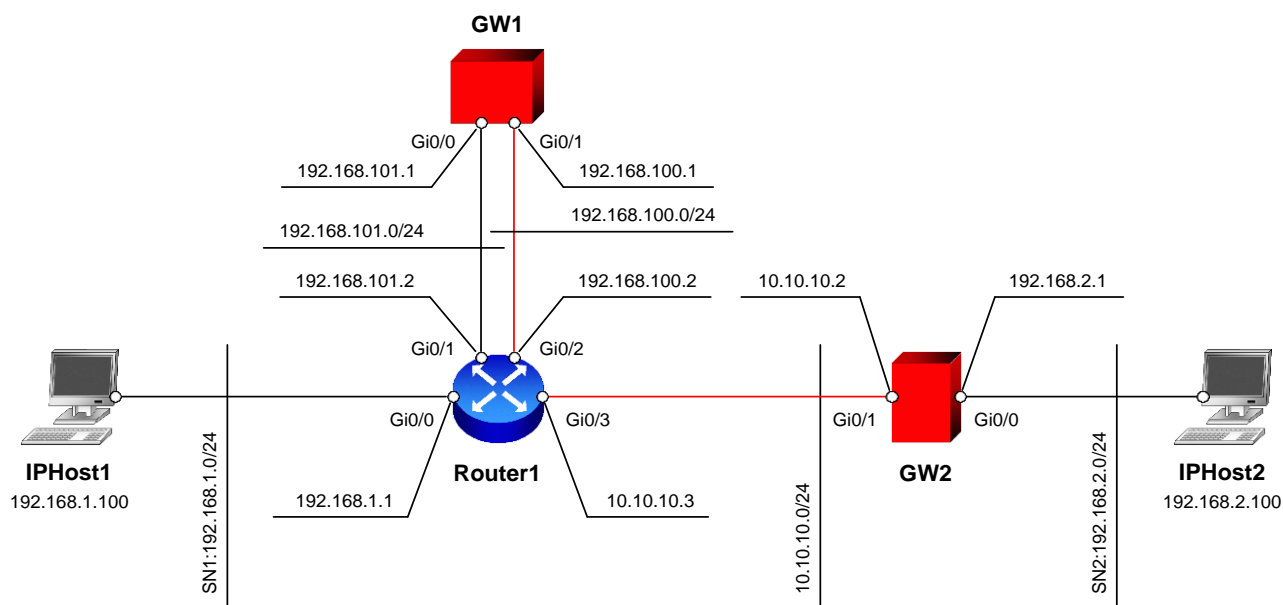 GW1
Gi0/0
Gi0/1
192.168.101.1
192.168.100.1
192.168.101.0/24
192.168.100.0/24
192.168.101.2
192.168.100.2
10.10.10.2
192.168.2.1
Gi0/1
Gi0/2
Gi0/0
Gi0/3
Gi0/1
Gi0/0
IPHost1
192.168.1.100
Router1
GW2
IPHost2
192.168.2.100
192.168.1.1
10.10.10.3
SN1:192.168.1.0/24
10.10.10.0/24
SN2:192.168.2.0/24